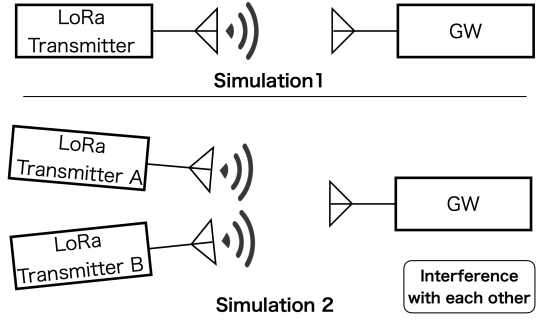 LoRa
Transmitter
GW
Simulation1
LoRa
Transmitter A
GW
LoRa
Transmitter B
Interference
with each other
Simulation 2